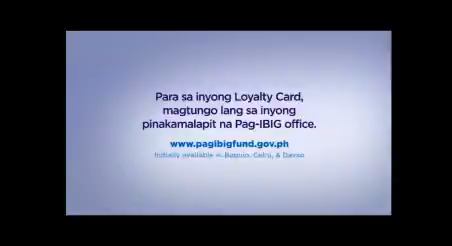 Para sa inyong Loyalty Card,
magtungo lang sa inyong
pinakamalapit na Pag-IBIG office.
www.pagibigfund.gov.ph
Initially available in Baguio, Cebu, & Davao